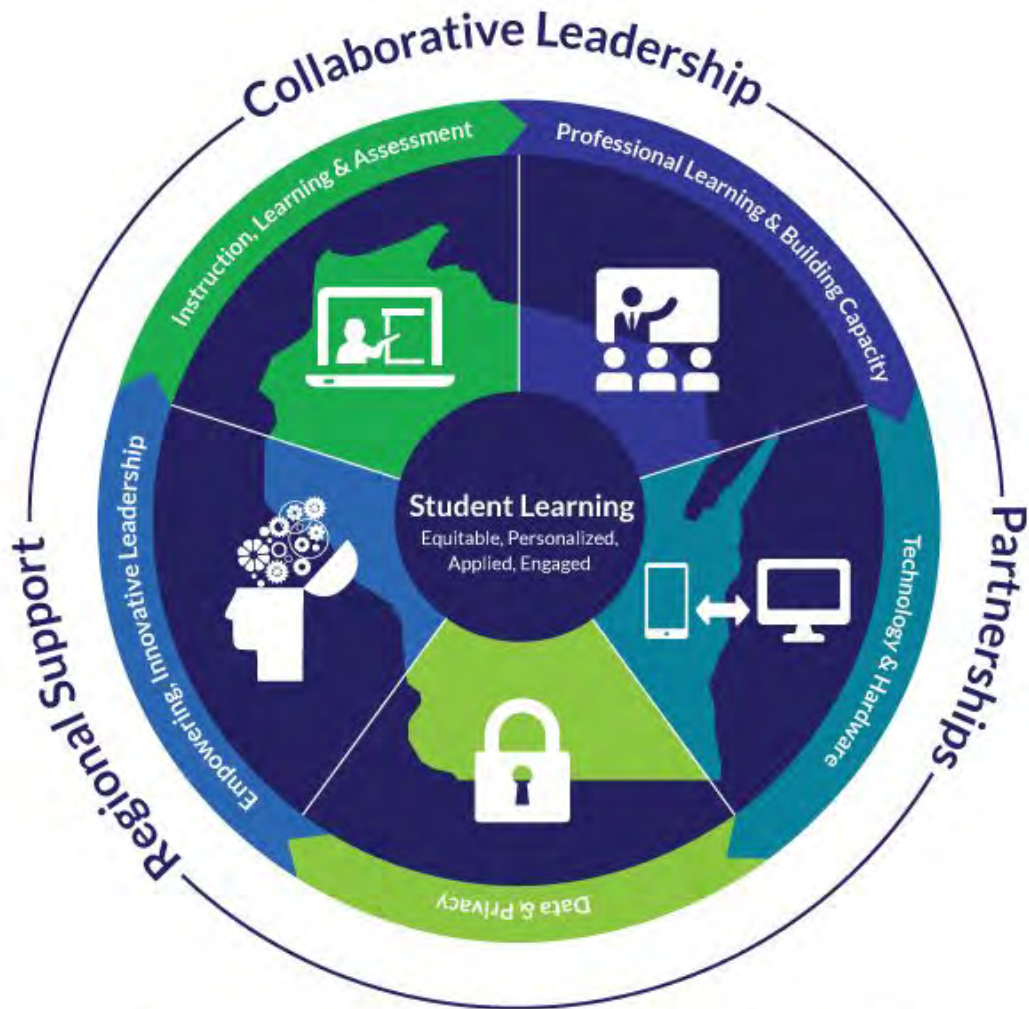 Collaborative Leadership
Instruction, Learning & Assessment
Professional Learning & Building Capacity
Student Learning
Equitable, Personalized,
Applied, Engaged
Empowering, Innovative Leadership
Technology & Hardware
Data & Privacy
Regional Support
Partnerships